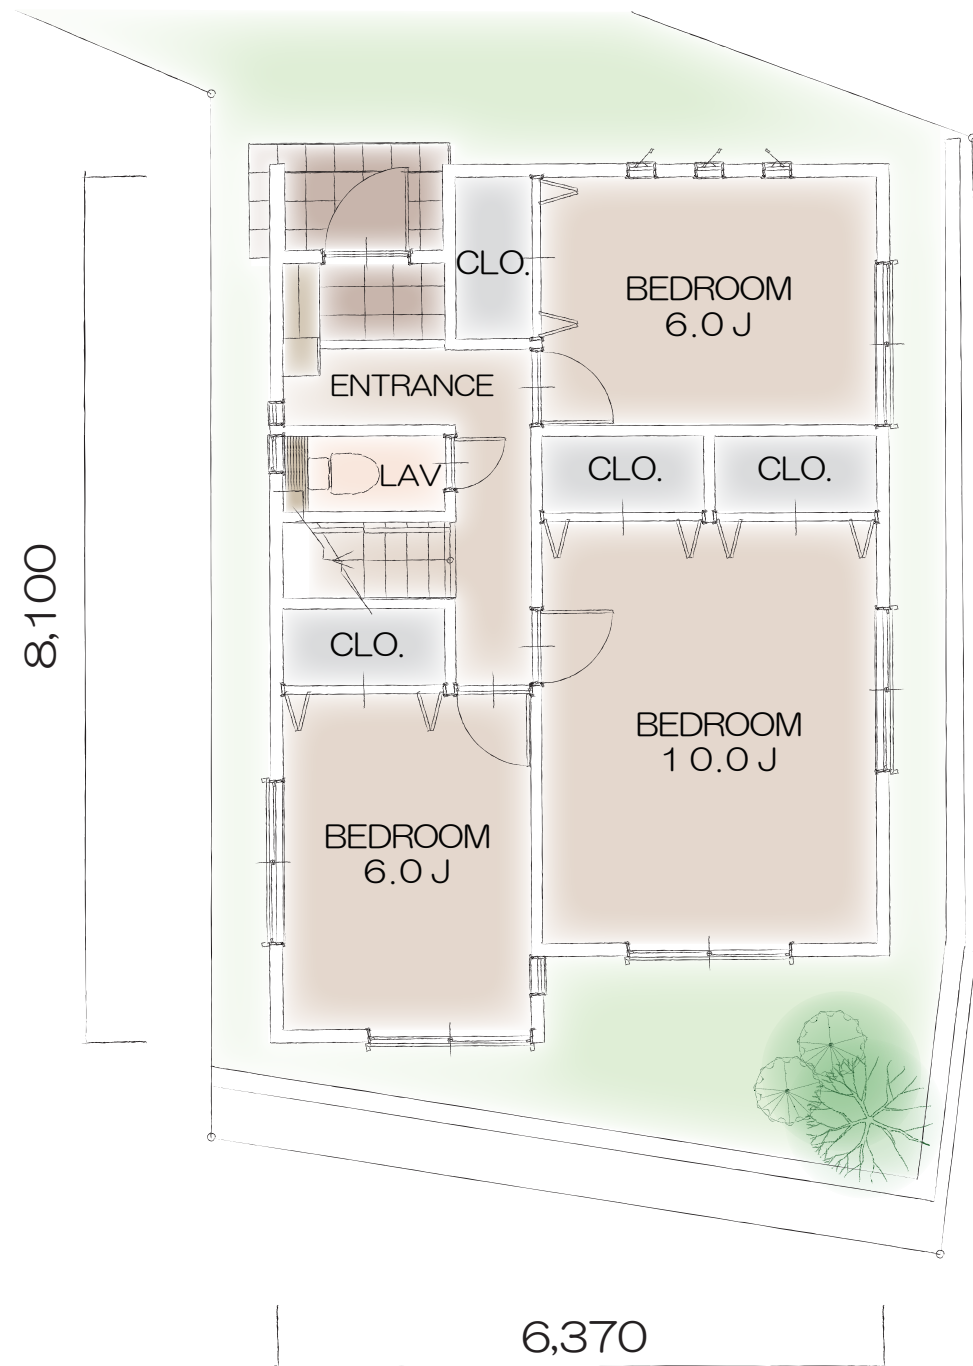 CLO.
BEDROOM
6.0 J
ENTRANCE
LAV
CLO.
CLO.
8,100
CLO.
BEDROOM
10.0 J
BEDROOM
6.0 J
6,370